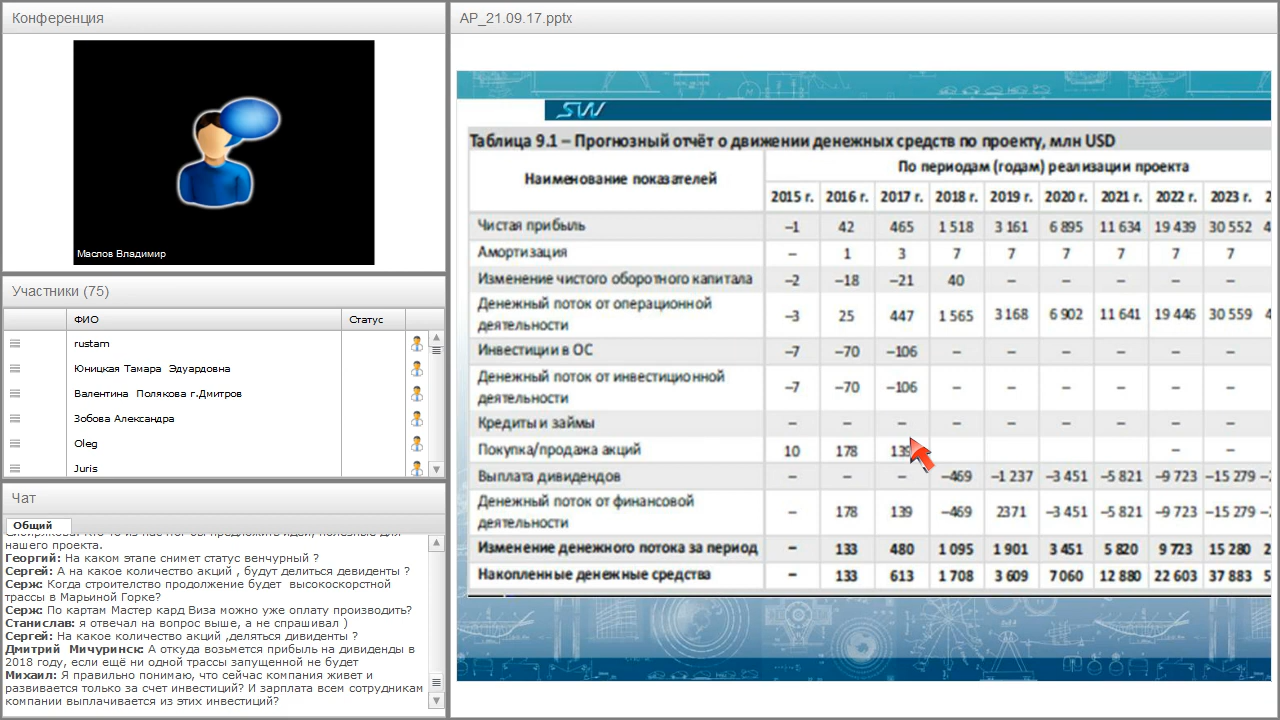 Конференция
Маслов Владимир
Участники (75)
ФИО Статус
rustam
Юницкая Тамара Эдуардовна
Валентина Полякова г.Дмитров
Зобова Александра
Oleg
Juris
Чат
Общий
нашего проекта.
Георгий: На каком этапе снимет статус венчурный ?
Сергей: А на какое количество акций , будут делиться девиденты ?
Серж: Когда строителство продолжение будет высокоскорстной
трассы в Марьиной Горке?
Серж: По картам Мастер кард Виза можно уже оплату производить?
Станислав: я отвечал на вопрос выше, а не спрашивал )
Сергей: На какое количество акций ,деляться дивиденты ?
Дмитрий Мичуринск: А откуда возьмется прибыль на дивиденды в
2018 году, если ещё ни одной трассы запущенной не будет
Михаил: Я правильно понимаю, что сейчас компания живет и
развивается только за счет инвестиций? И зарплата всем сотрудникам
компании выплачивается из этих инвестиций?
AP_21.09.17.pptx
SW
Таблица 9.1 – Прогнозный отчёт о движении денежных средств по проекту, млн USD
Наименование показателей
По периодам (годам) реализации проекта
2015 г. 2016 г. 2017 г. 2018 г. 2019 г. 2020 г. 2021 г. 2022 г. 2023 г.
Чистая прибыль –1 42 465 1 518 3 161 6 895 11 634 19 439 30 552
Амортизация – 1 3 7 7 7 7 7 7
Изменение чистого оборотного капитала –2 –18 –21 40 – – – – –
Денежный поток от операционной
деятельности –3 25 447 1 565 3 168 6 902 11 641 19 446 30 559
Инвестиции в ОС –7 –70 –106 – – – – – –
Денежный поток от инвестиционной
деятельности –7 –70 –106 – – – – – –
Кредиты и займы – – – – – – – – –
Покупка/продажа акций 10 178 139 – –
Выплата дивидендов – – – –469 –1 237 –3 451 –5 821 –9 723 –15 279
Денежный поток от финансовой
деятельности – 178 139 –469 2371 –3 451 –5 821 –9 723 –15 279
Изменение денежного потока за период – 133 480 1 095 1 901 3 451 5 820 9 723 15 280
Накопленные денежные средства – 133 613 1 708 3 609 7 060 12 880 22 603 37 883